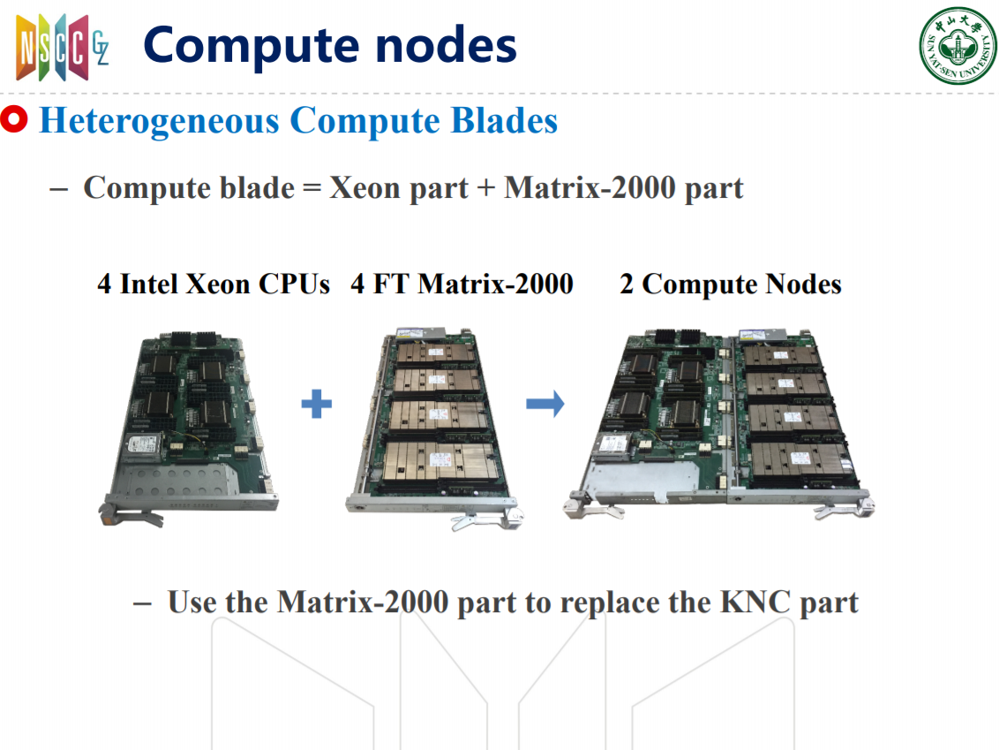 NSCC
GZ
Compute nodes
中山大学
SUN YAT-SEN UNIVERSITY
Heterogeneous Compute Blades
– Compute blade = Xeon part + Matrix-2000 part
4 Intel Xeon CPUs 4 FT Matrix-2000 2 Compute Nodes
– Use the Matrix-2000 part to replace the KNC part